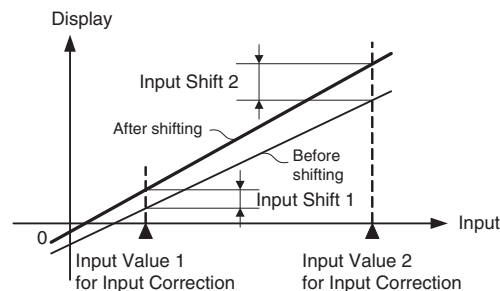 Display
Input Shift 2
After shifting
Before
shifting
Input Shift 1
0
Input
Input Value 1
for Input Correction
Input Value 2
for Input Correction